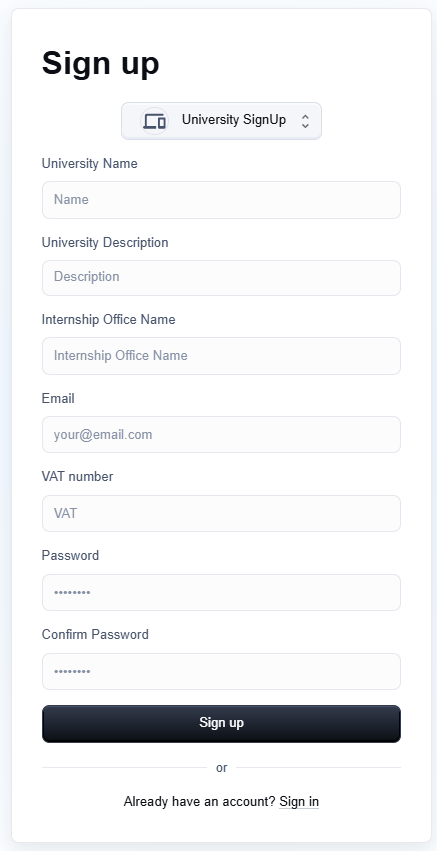 Sign up
University SignUp
University Name
Name
University Description
Description
Internship Office Name
Internship Office Name
Email
your@email.com
VAT number
VAT
Password
••••••••
Confirm Password
••••••••
Sign up
or
Already have an account? Sign in